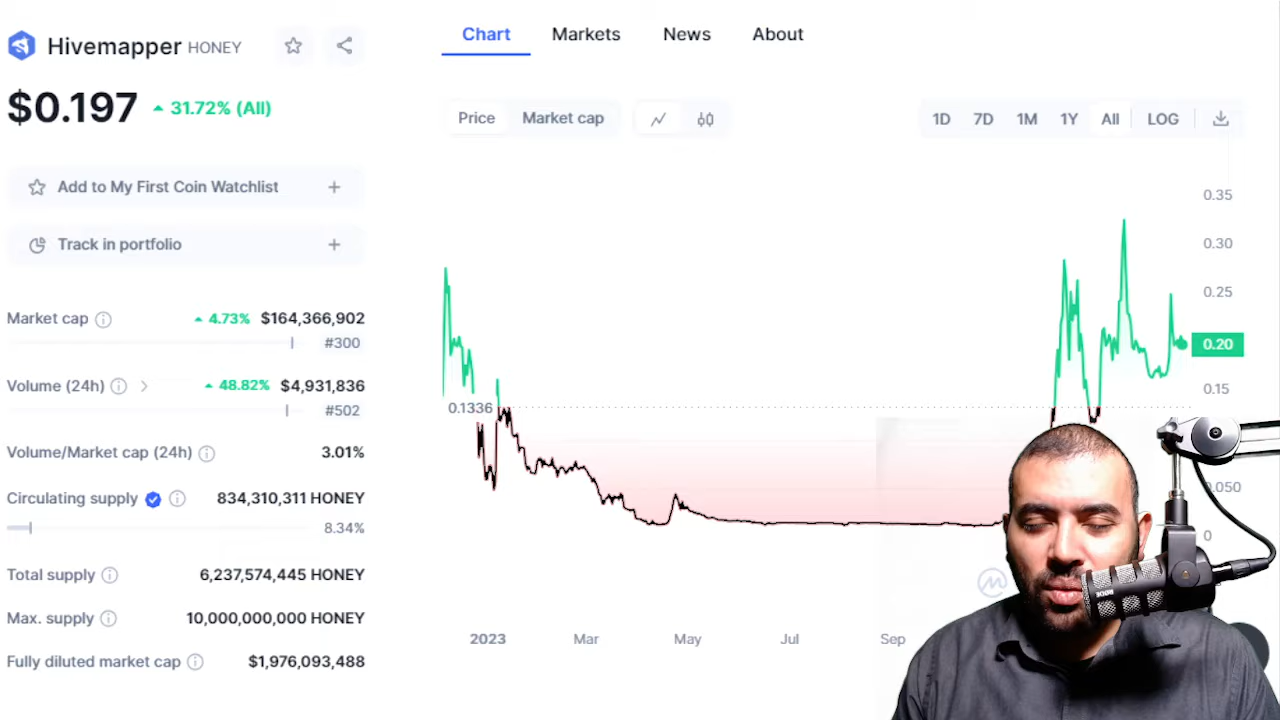 Hivemapper HONEY
$0.197 31.72% (All)
Add to My First Coin Watchlist +
Track in portfolio +
Market cap 4.73% $164,366,902
#300
Volume (24h) 48.82% $4,931,836
#502
Volume/Market cap (24h) 3.01%
Circulating supply 834,310,311 HONEY
8.34%
Total supply 6,237,574,445 HONEY
Max. supply 10,000,000,000 HONEY
Fully diluted market cap $1,976,093,488
Chart Markets News About
Price Market cap
1D 7D 1M 1Y All LOG
0.35
0.30
0.25
0.20
0.15
0.1336
0.050
0
2023 Mar May Jul Sep
RODE